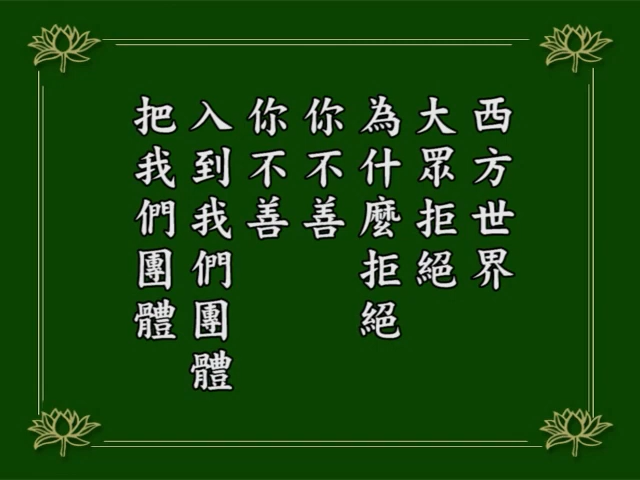 西方世界
大眾拒絕
為什麼拒絕
你不善
你不善
入到我們團體
把我們團體